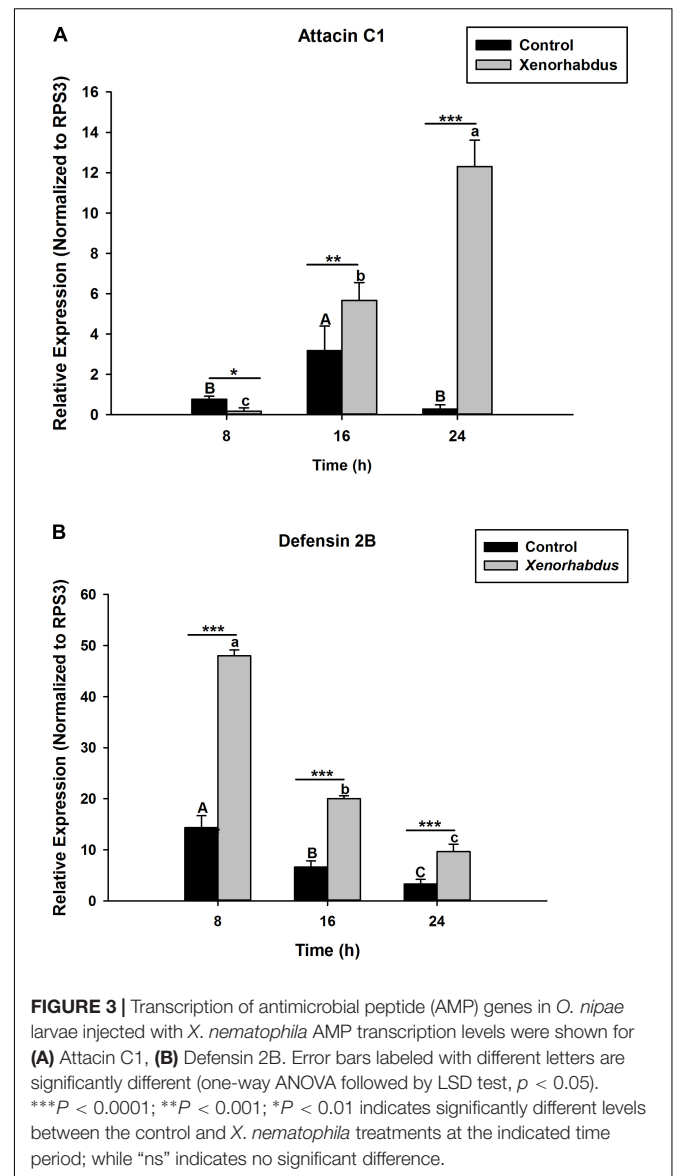 A
Attacin C1
Control
Xenorhabdus
Relative Expression (Normalized to RPS3)
16
14
12
10
8
6
4
2
0
B
*
c
A
**
b
B
***
a
8
16
24
Time (h)
B
Defensin 2B
Control
Xenorhabdus
Relative Expression (Normalized to RPS3)
60
50
40
30
20
10
0
A
***
a
B
***
b
C
***
c
8
16
24
Time (h)
FIGURE 3 | Transcription of antimicrobial peptide (AMP) genes in O. nipae
larvae injected with X. nematophila AMP transcription levels were shown for
(A) Attacin C1, (B) Defensin 2B. Error bars labeled with different letters are
significantly different (one-way ANOVA followed by LSD test, p < 0.05).
***P < 0.0001; **P < 0.001; *P < 0.01 indicates significantly different levels
between the control and X. nematophila treatments at the indicated time
period; while “ns” indicates no significant difference.